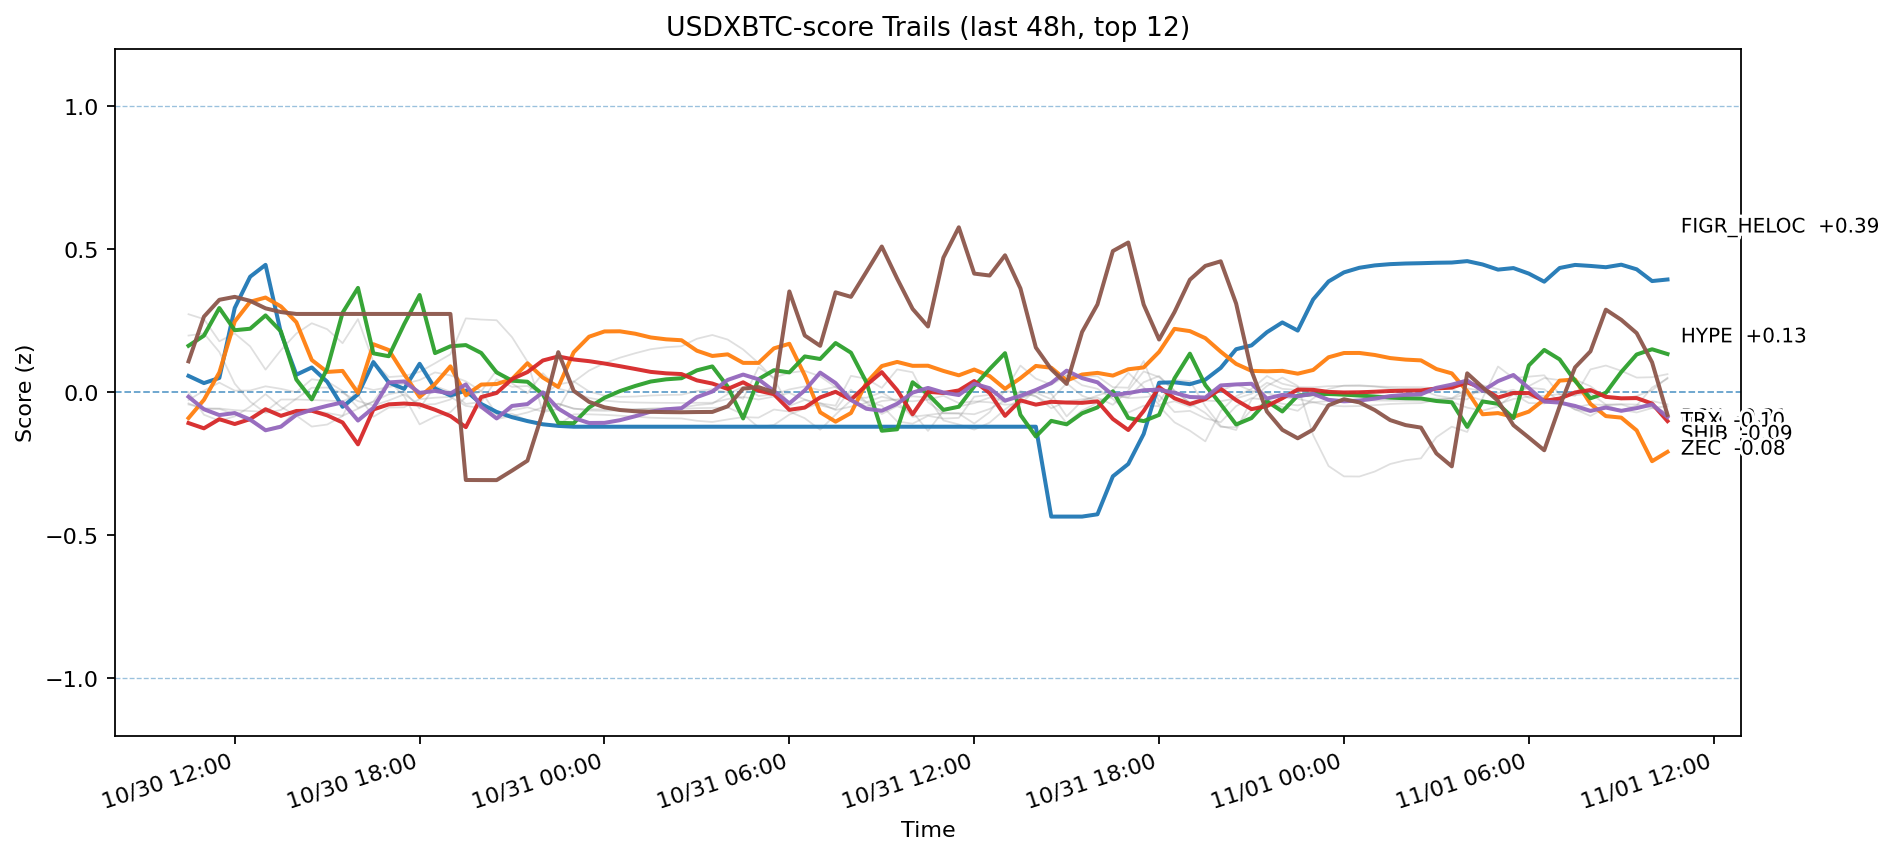 USDXBTC-score Trails (last 48h, top 12)
Score (z)
1.0
0.5
0.0
−0.5
−1.0
FIGR_HELOC +0.39
HYPE +0.13
TRX -0.10
SHIB -0.09
ZEC -0.08
10/30 12:00
10/30 18:00
10/31 00:00
10/31 06:00
10/31 12:00
10/31 18:00
11/01 00:00
11/01 06:00
11/01 12:00
Time